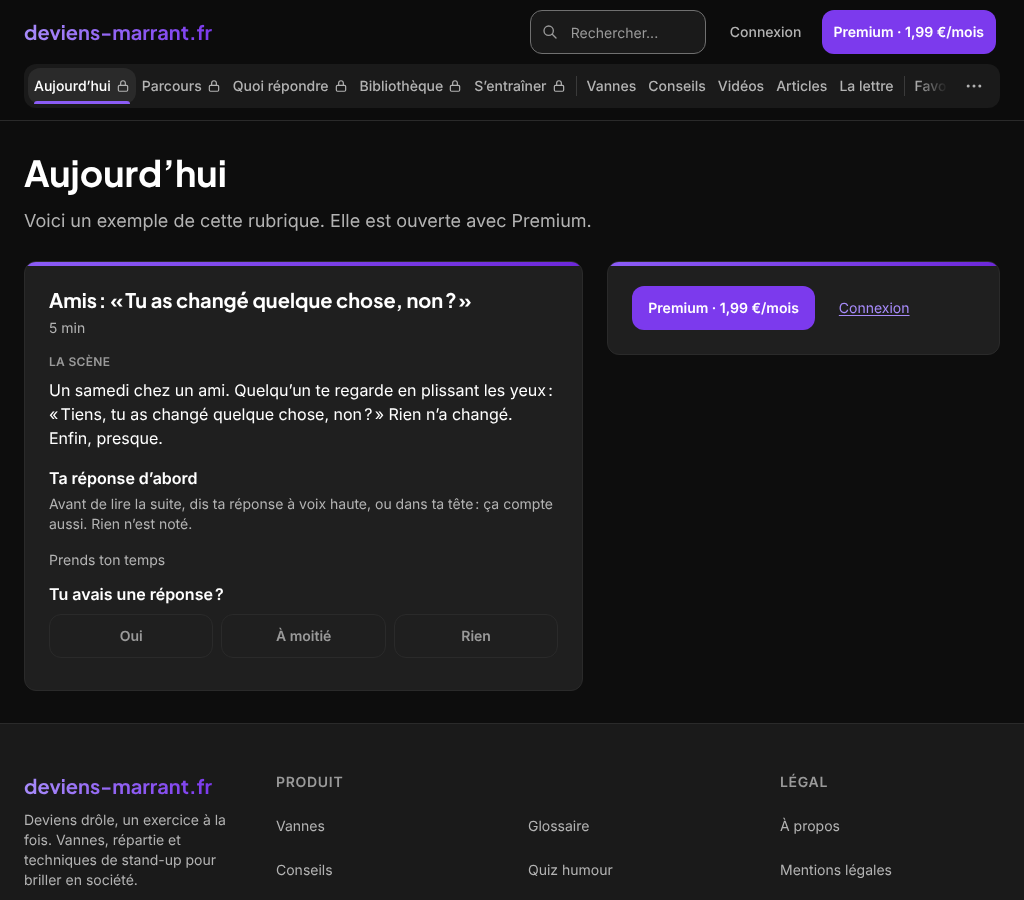 deviens-marrant.fr
Rechercher...
Connexion
Premium · 1,99 €/mois
Aujourd’hui
Parcours
Quoi répondre
Bibliothèque
S’entraîner
Vannes
Conseils
Vidéos
Articles
La lettre
Aujourd’hui
Voici un exemple de cette rubrique. Elle est ouverte avec Premium.
Amis : « Tu as changé quelque chose, non ? »
5 min
LA SCÈNE
Un samedi chez un ami. Quelqu’un te regarde en plissant les yeux :
« Tiens, tu as changé quelque chose, non ? » Rien n’a changé.
Enfin, presque.
Ta réponse d’abord
Avant de lire la suite, dis ta réponse à voix haute, ou dans ta tête : ça compte
aussi. Rien n’est noté.
Prends ton temps
Tu avais une réponse ?
Oui
À moitié
Rien
Premium · 1,99 €/mois
Connexion
deviens-marrant.fr
Deviens drôle, un exercice à la
fois. Vannes, répartie et
techniques de stand-up pour
briller en société.
PRODUIT
Vannes
Conseils
Glossaire
Quiz humour
LÉGAL
À propos
Mentions légales